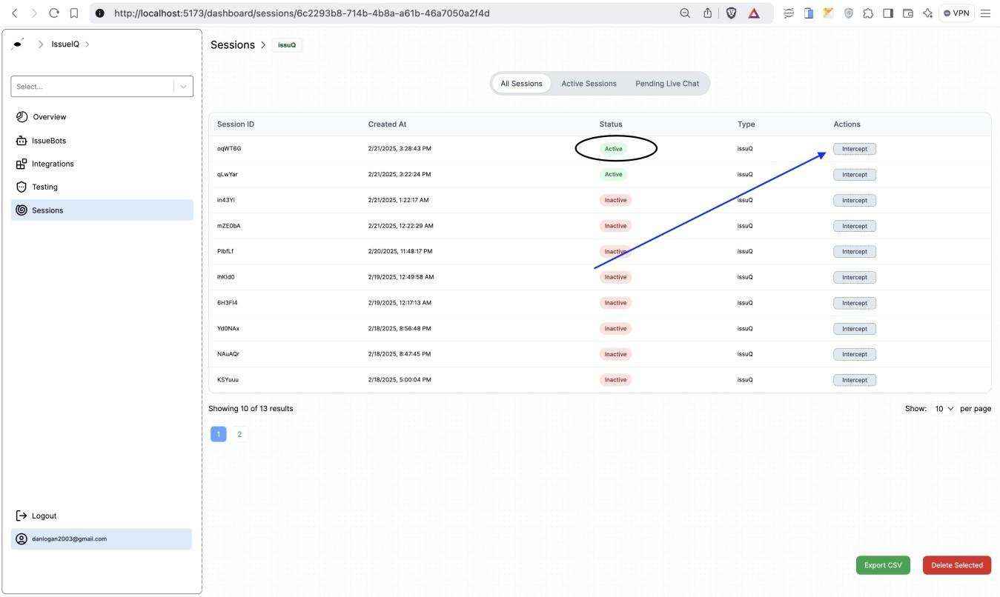 http://localhost:5173/dashboard/sessions/6c2293b8-714b-4b8a-a61b-46a7050a2f4d
VPN
IssueIQ
Sessions
issuQ
Select...
All Sessions Active Sessions Pending Live Chat
Overview
IssueBots
Integrations
Testing
Sessions
Session ID Created At Status Type Actions
oqWT6G 2/21/2025, 3:28:43 PM Active issuQ Intercept
qLwYar 2/21/2025, 3:22:24 PM Active issuQ Intercept
in43Yi 2/21/2025, 1:22:17 AM Inactive issuQ Intercept
mZE0bA 2/21/2025, 12:22:29 AM Inactive issuQ Intercept
PlbfLf 2/20/2025, 11:48:17 PM Inactive issuQ Intercept
lhKld0 2/19/2025, 12:49:58 AM Inactive issuQ Intercept
6H3FI4 2/19/2025, 12:17:13 AM Inactive issuQ Intercept
Yd0NAx 2/18/2025, 8:56:48 PM Inactive issuQ Intercept
NAuAQr 2/18/2025, 8:47:45 PM Inactive issuQ Intercept
KSYuuu 2/18/2025, 5:00:04 PM Inactive issuQ Intercept
Showing 10 of 13 results
Show: 10 per page
1 2
Logout
danlogan2003@gmail.com
Export CSV Delete Selected